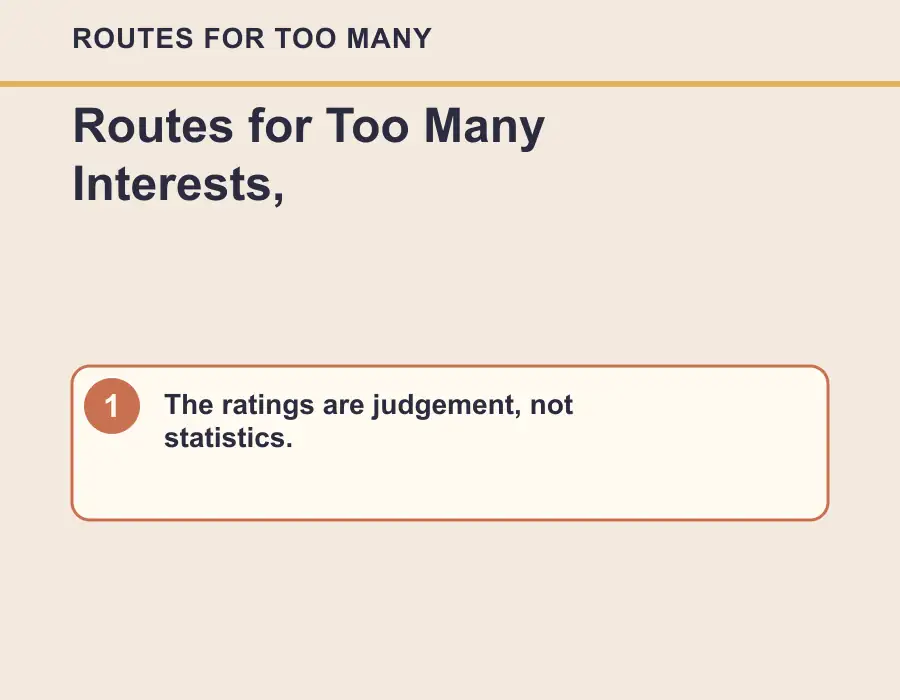 ROUTES FOR TOO MANY
Routes for Too Many
Interests,
1
The ratings are judgement, not
statistics.